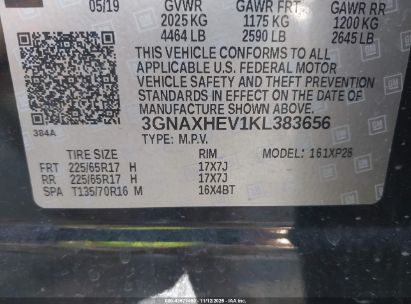 05/19 GVWR GAWR FRT GAWR RR
2025 KG 1175 KG 1200 KG
4464 LB 2590 LB 2645 LB
THIS VEHICLE CONFORMS TO ALL
U.S. FEDERAL MOTOR
VEHICLE SAFETY AND THEFT PREVENTION
STANDARDS IN EFFECT ON THE DATE OF
MANUFACTURE SHOWN ABOVE.
384A
3GNAXHEV1KL383656
TYPE: M.P.V. MODEL: 161XP26
TIRE SIZE RIM
FRT 225/65R17 H 17X7J
RR 225/65R17 H 17X7J
SPA T135/70R16 M 16X4BT
11/12/2025